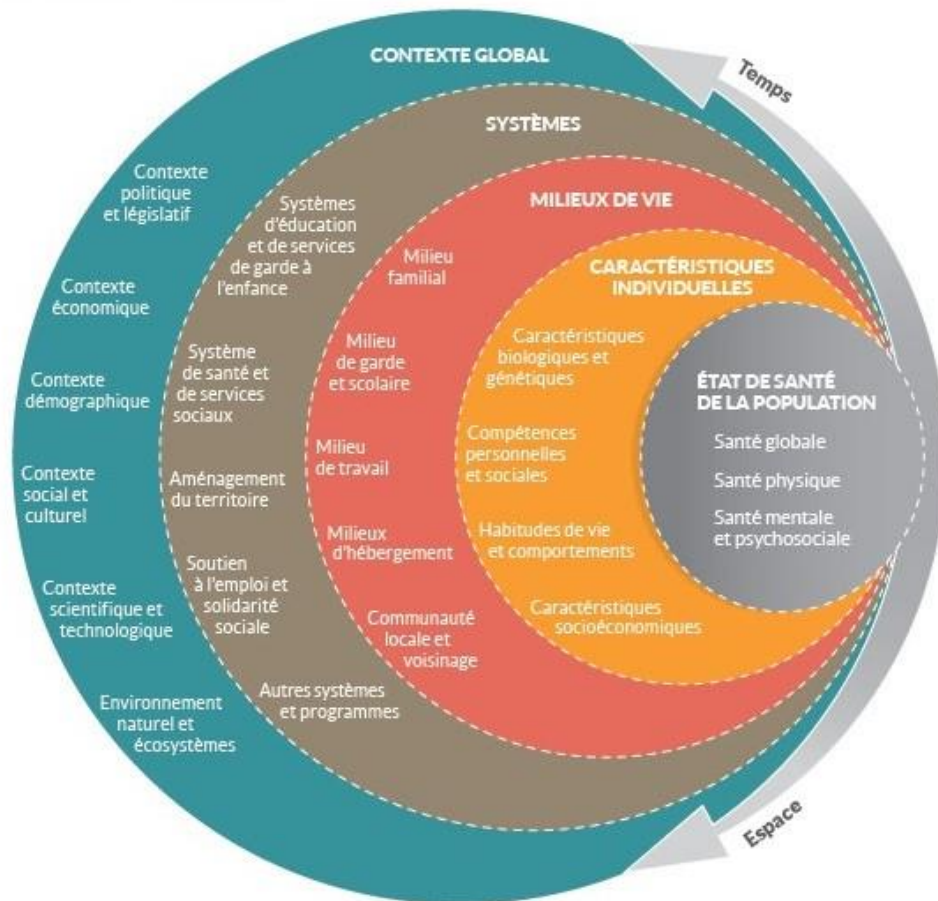 CONTEXTE GLOBAL
Temps
SYSTÈMES
Contexte
politique
et législatif
Contexte
économique
Contexte
démographique
Contexte
social et
culturel
Contexte
scientifique et
technologique
Environnement
naturel et
écosystèmes
Systèmes
d'éducation
et de services
de garde à
l'enfance
Système
de santé et
de services
sociaux
Aménagement
du territoire
Soutien
à l'emploi et
solidarité
sociale
Autres systèmes
et programmes
MILIEUX DE VIE
Milieu
familial
Milieu
de garde
et scolaire
Milieu
de travail
Milieux
d'hébergement
Communauté
locale et
voisinage
CARACTÉRISTIQUES
INDIVIDUELLES
Caractéristiques
biologiques et
génétiques
Compétences
personnelles
et sociales
Habitudes de vie
et comportements
Caractéristiques
socioéconomiques
ÉTAT DE SANTÉ
DE LA POPULATION
Santé globale
Santé physique
Santé mentale
et psychosociale
Espace